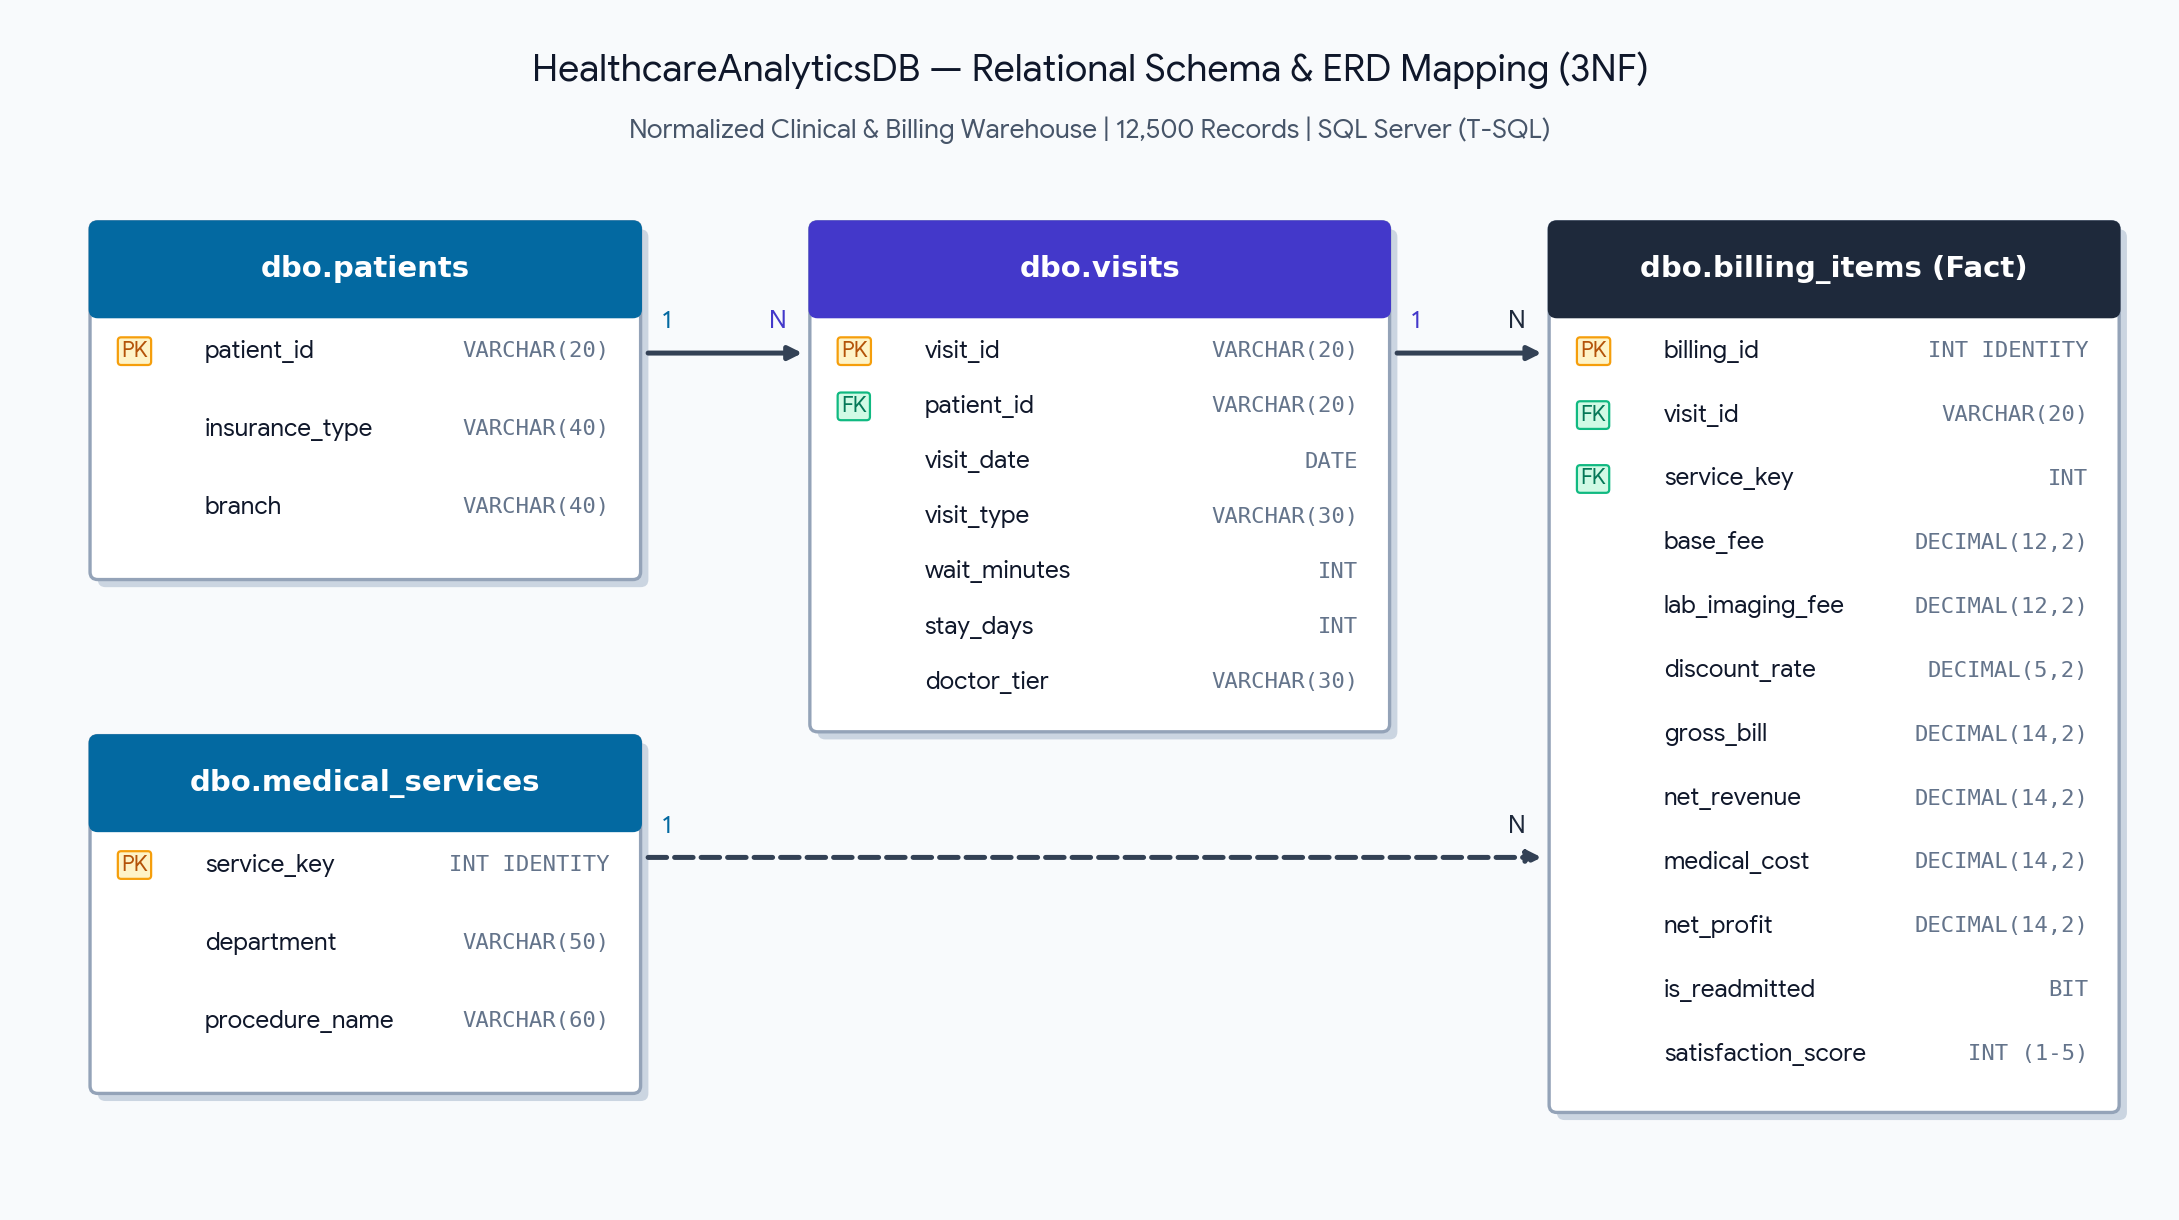 HealthcareAnalyticsDB — Relational Schema & ERD Mapping (3NF)
Normalized Clinical & Billing Warehouse | 12,500 Records | SQL Server (T-SQL)
dbo.patients
PK patient_id VARCHAR(20)
insurance_type VARCHAR(40)
branch VARCHAR(40)
1 N
dbo.visits
PK visit_id VARCHAR(20)
FK patient_id VARCHAR(20)
visit_date DATE
visit_type VARCHAR(30)
wait_minutes INT
stay_days INT
doctor_tier VARCHAR(30)
1 N
dbo.billing_items (Fact)
PK billing_id INT IDENTITY
FK visit_id VARCHAR(20)
FK service_key INT
base_fee DECIMAL(12,2)
lab_imaging_fee DECIMAL(12,2)
discount_rate DECIMAL(5,2)
gross_bill DECIMAL(14,2)
net_revenue DECIMAL(14,2)
medical_cost DECIMAL(14,2)
net_profit DECIMAL(14,2)
is_readmitted BIT
satisfaction_score INT (1-5)
dbo.medical_services
PK service_key INT IDENTITY
department VARCHAR(50)
procedure_name VARCHAR(60)
1 N